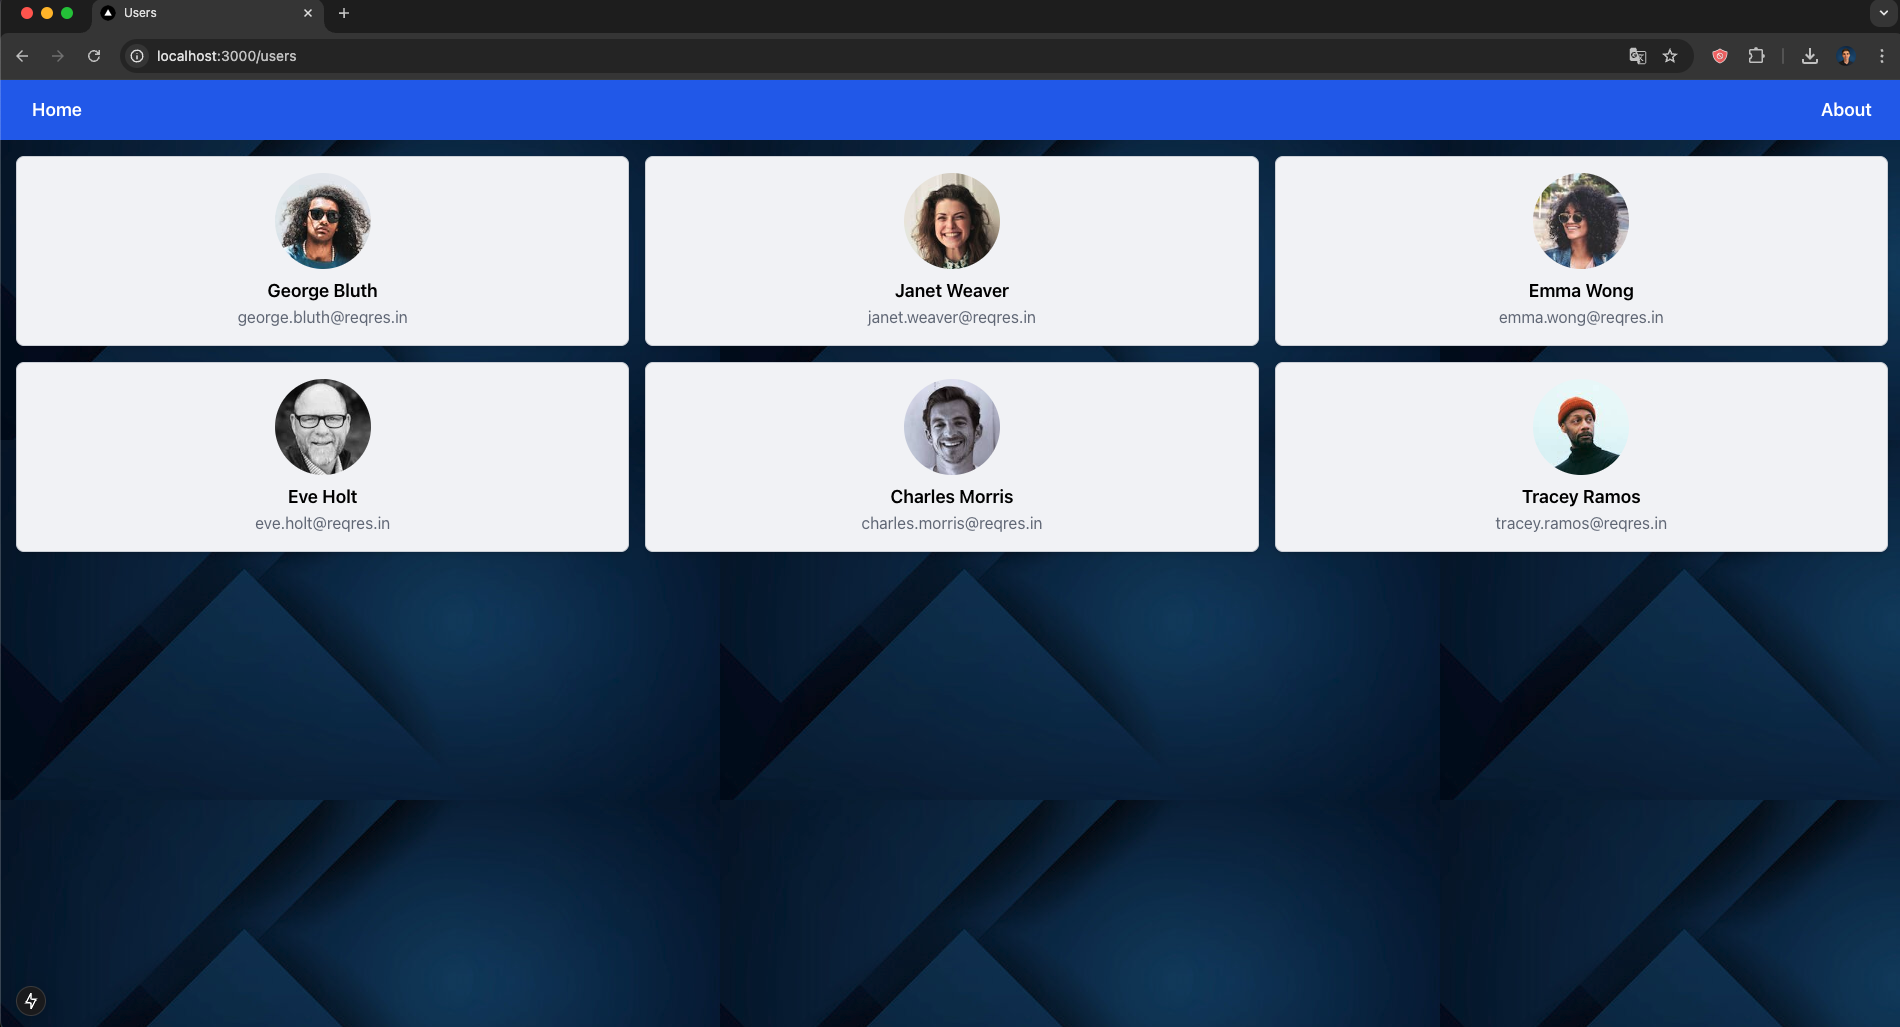 Users
localhost:3000/users
Home
About
George Bluth
george.bluth@reqres.in
Janet Weaver
janet.weaver@reqres.in
Emma Wong
emma.wong@reqres.in
Eve Holt
eve.holt@reqres.in
Charles Morris
charles.morris@reqres.in
Tracey Ramos
tracey.ramos@reqres.in